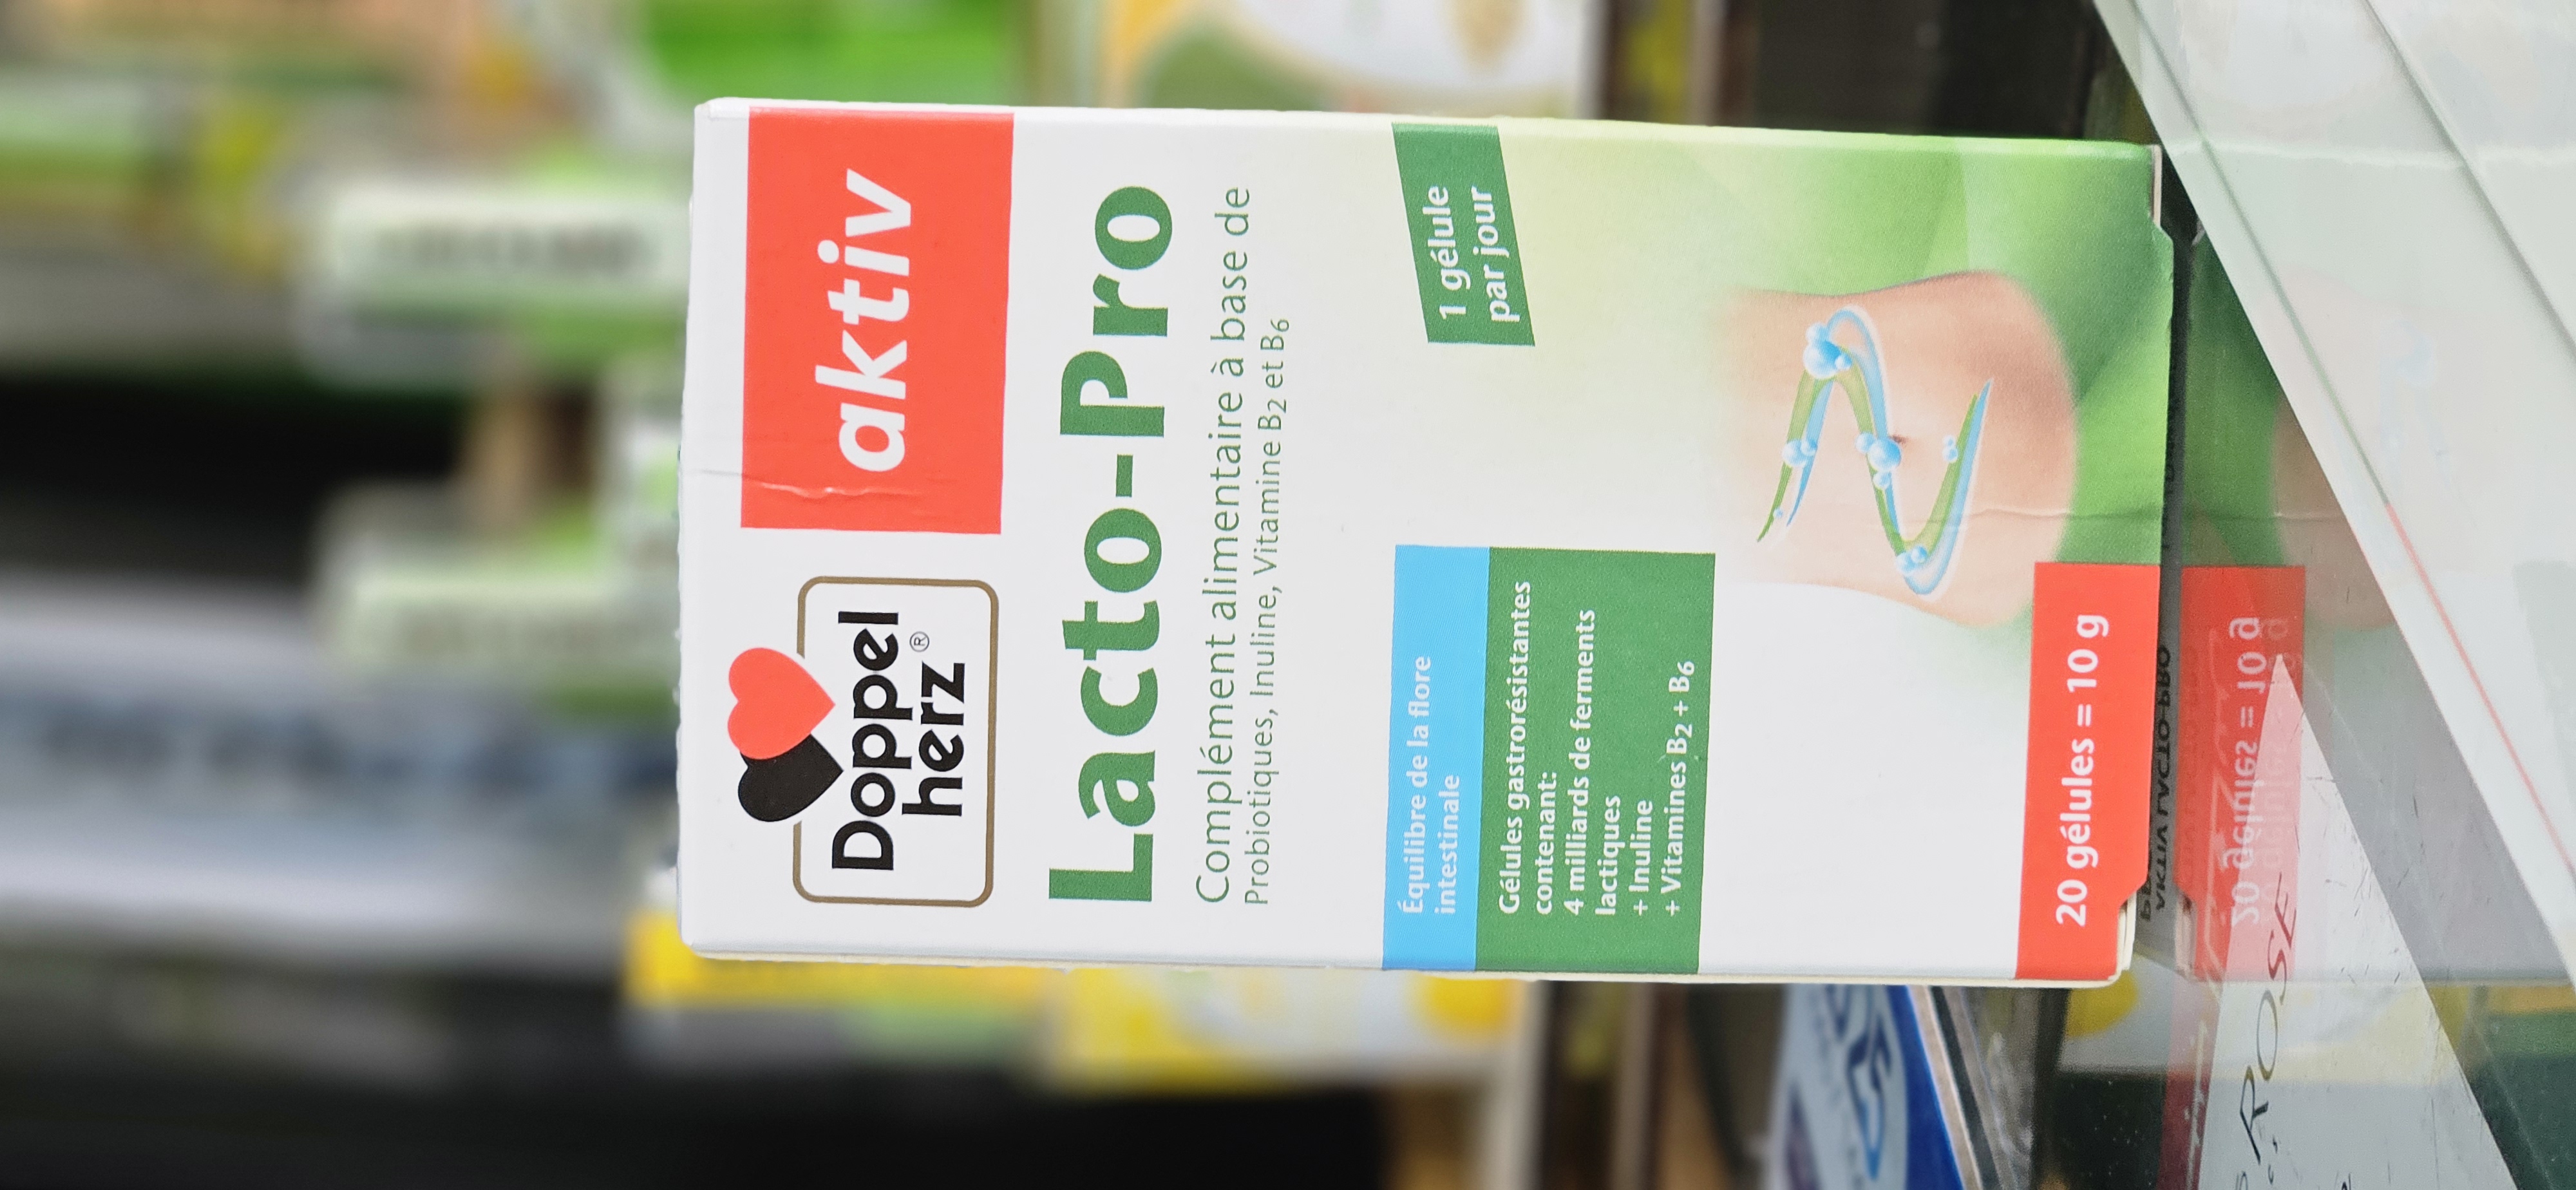 Doppel
herz®
aktiv
Lacto-Pro
Complément alimentaire à base de
Probiotiques, Inuline, Vitamine B2 et B6
1 gélule
par jour
Équilibre de la flore
intestinale
Gélules gastrorésistantes
contenant:
4 milliards de ferments
lactiques
+ Inuline
+ Vitamines B2 + B6
20 gélules = 10 g
ROSE